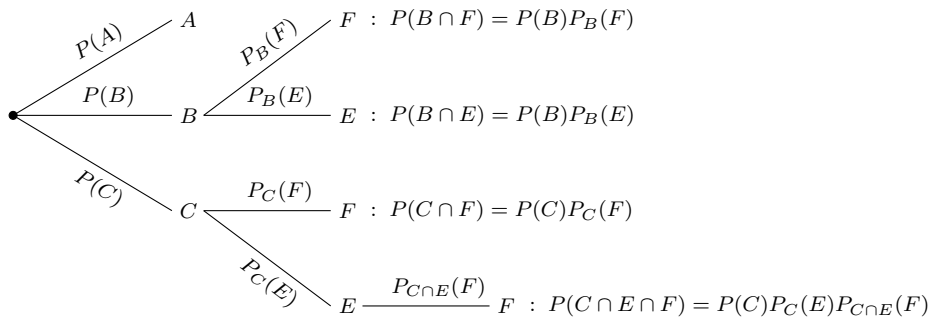 P(A)
A
P_B(F)
F : P(B ∩ F) = P(B)P_B(F)
P(B)
B
P_B(E)
E : P(B ∩ E) = P(B)P_B(E)
P(C)
C
P_C(F)
F : P(C ∩ F) = P(C)P_C(F)
P_C(E)
E
P_{C∩E}(F)
F : P(C ∩ E ∩ F) = P(C)P_C(E)P_{C∩E}(F)